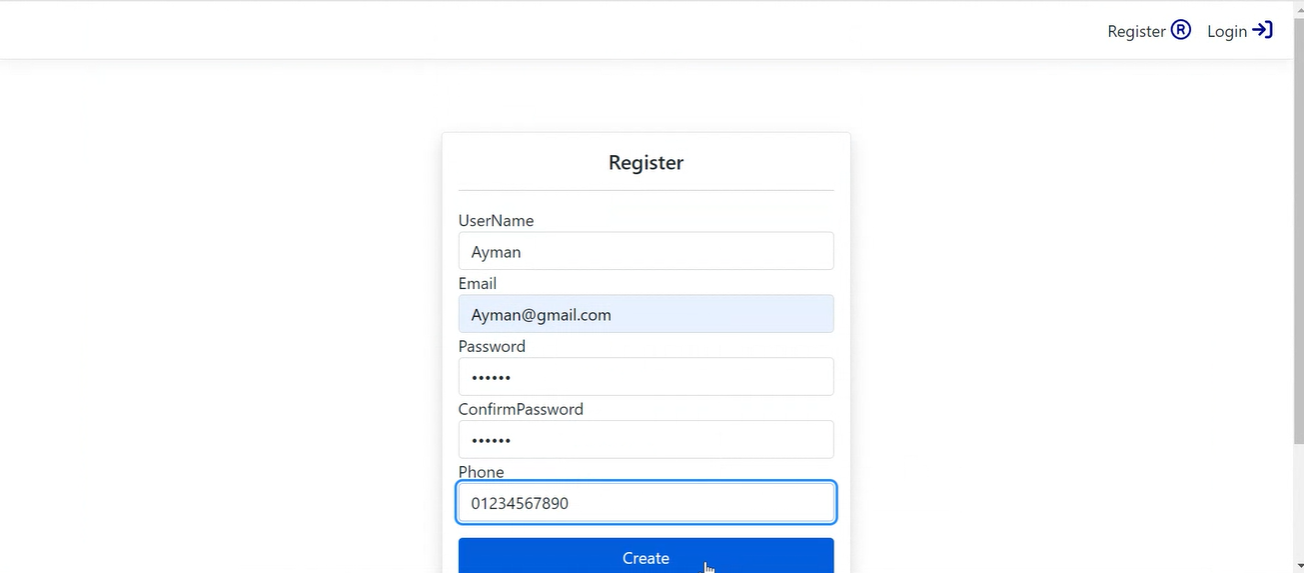 Register ® Login
Register
UserName
Ayman
Email
Ayman@gmail.com
Password
••••••
ConfirmPassword
••••••
Phone
01234567890
Create